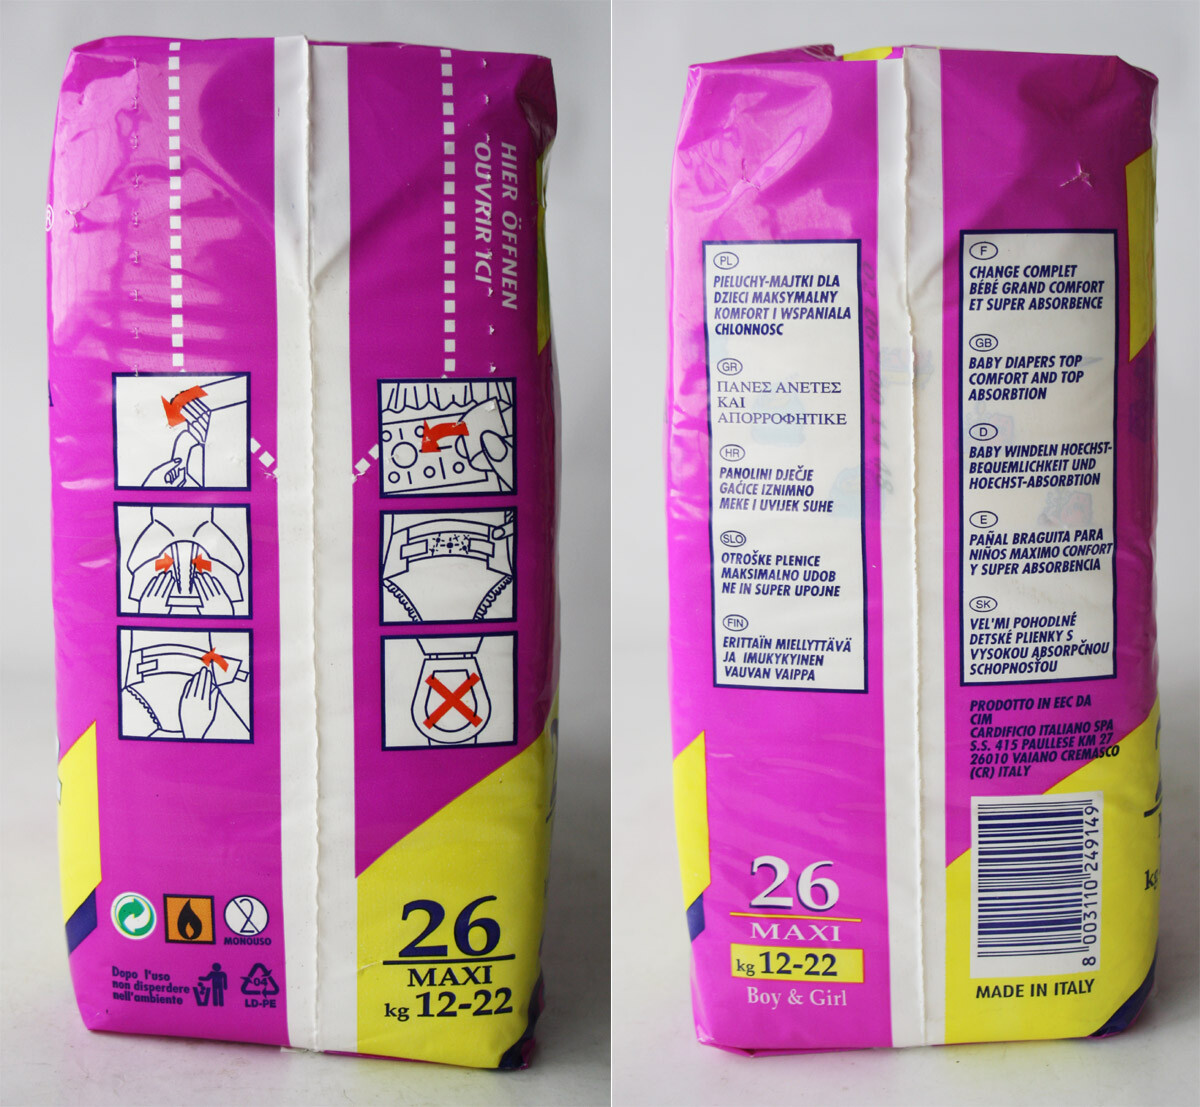 HIER ÖFFNEN
"OUVRIR ICI"
®
MONOUSO
Dopo l'uso
non disperdere
nell'ambiente
04
LD-PE
26
MAXI
kg 12-22
PL
PIELUCHY-MAJTKI DLA
DZIECI MAKSYMALNY
KOMFORT I WSPANIALA
CHLONNOSC
GR
ΠΑΝΕΣ ΑΝΕΤΕΣ
ΚΑΙ
ΑΠΟΡΡΟΦΗΤΙΚΕ
HR
PANOLINI DJEČJE
GAĆICE IZNIMNO
MEKE I UVIJEK SUHE
SLO
OTROŠKE PLENICE
MAKSIMALNO UDOB
NE IN SUPER UPOJNE
FIN
ERITTAÏN MIELLYTTÄVÄ
JA IMUKYKYINEN
VAUVAN VAIPPA
26
MAXI
kg 12-22
Boy & Girl
F
CHANGE COMPLET
BÉBÉ GRAND COMFORT
ET SUPER ABSORBENCE
GB
BABY DIAPERS TOP
COMFORT AND TOP
ABSORBTION
D
BABY WINDELN HOECHST-
BEQUEMLICHKEIT UND
HOECHST-ABSORBTION
E
PAÑAL BRAGUITA PARA
NIÑOS MAXIMO CONFORT
Y SUPER ABSORBENCIA
SK
VEL'MI POHODLNÉ
DETSKÉ PLIENKY S
VYSOKOU ABSORPČNOU
SCHOPNOSŤOU
PRODOTTO IN EEC DA
CIM
CARDIFICIO ITALIANO SPA
S.S. 415 PAULLESE KM 27
26010 VAIANO CREMASCO
(CR) ITALY
8 003110 249149
MADE IN ITALY
kg